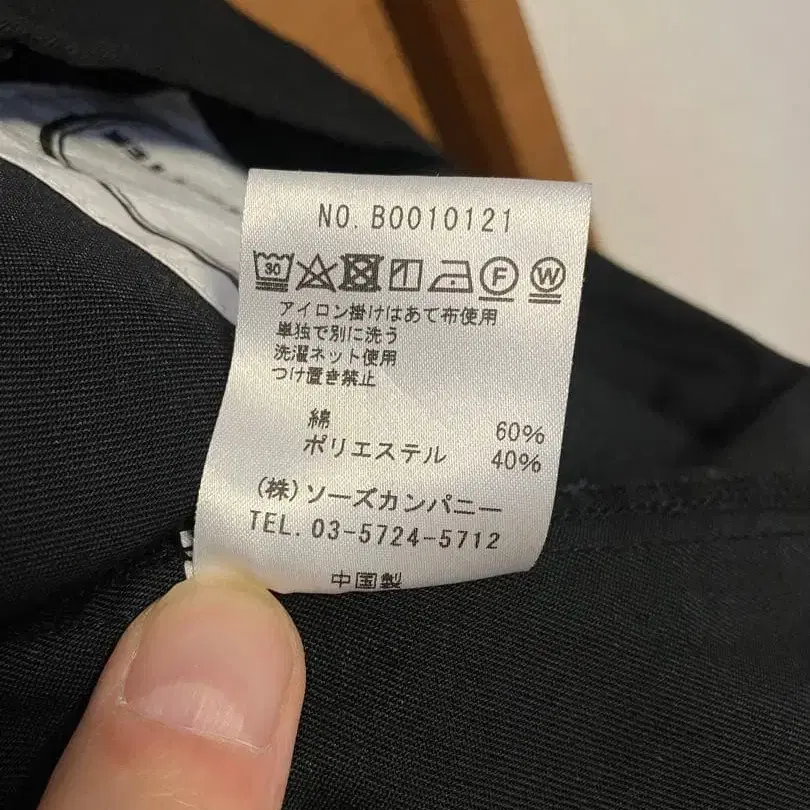 NO. B0010121
30 F W
アイロン掛けはあて布使用
単独で別に洗う
洗濯ネット使用
つけ置き禁止
綿 60%
ポリエステル 40%
(株)ソーズカンパニー
TEL. 03-5724-5712
中国製